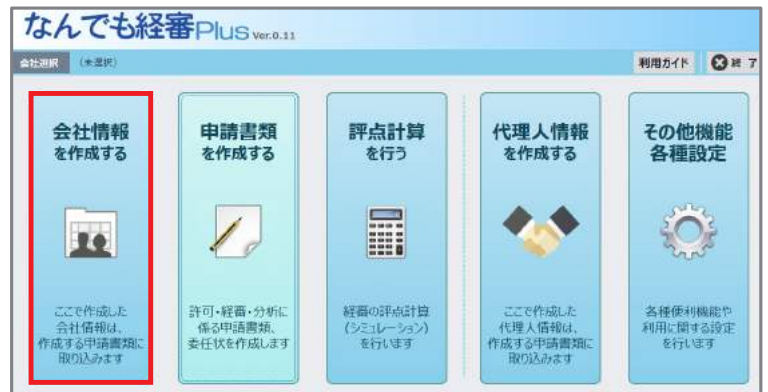 なんでも経審Plus Ver.0.11
会社選択 (未選択)
利用ガイド
終 了
会社情報
を作成する
ここで作成した
会社情報は、
作成する申請書類に
取り込みます
申請書類
を作成する
許可・経審・分析に
係る申請書類、
委任状を作成します
評点計算
を行う
経審の評点計算
(シミュレーション)
を行います
代理人情報
を作成する
ここで作成した
代理人情報は、
作成する申請書類に
取り込みます
その他機能
各種設定
各種便利機能や
利用に関する設定
を行います